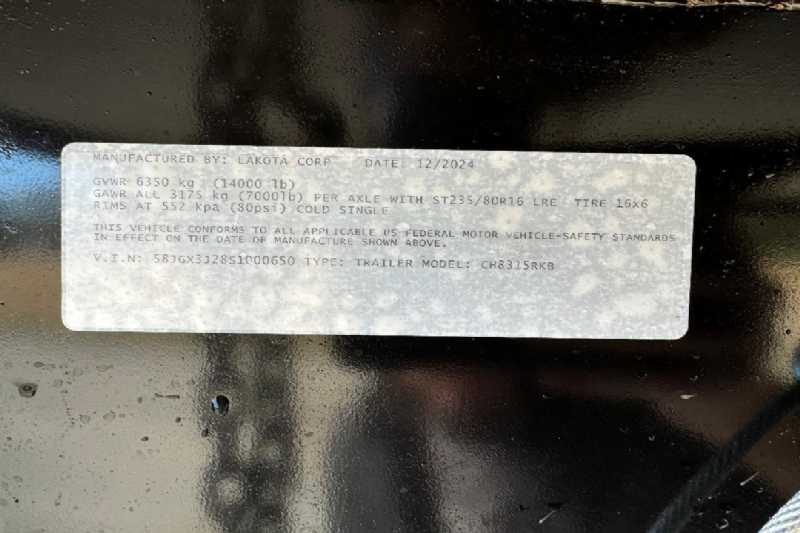 MANUFACTURED BY: LAKOTA CORP DATE: 12/2024
GVWR 6350 kg (14000 lb)
GAWR ALL 3175 kg (7000lb) PER AXLE WITH ST235/80R16 LRE TIRE 16x6
RIMS AT 552 kpa (80psi) COLD SINGLE
THIS VEHICLE CONFORMS TO ALL APPLICABLE US FEDERAL MOTOR VEHICLE-SAFETY STANDARDS
IN EFFECT ON THE DATE OF MANUFACTURE SHOWN ABOVE.
V.I.N: TYPE: TRAILER MODEL: CH8315RKB